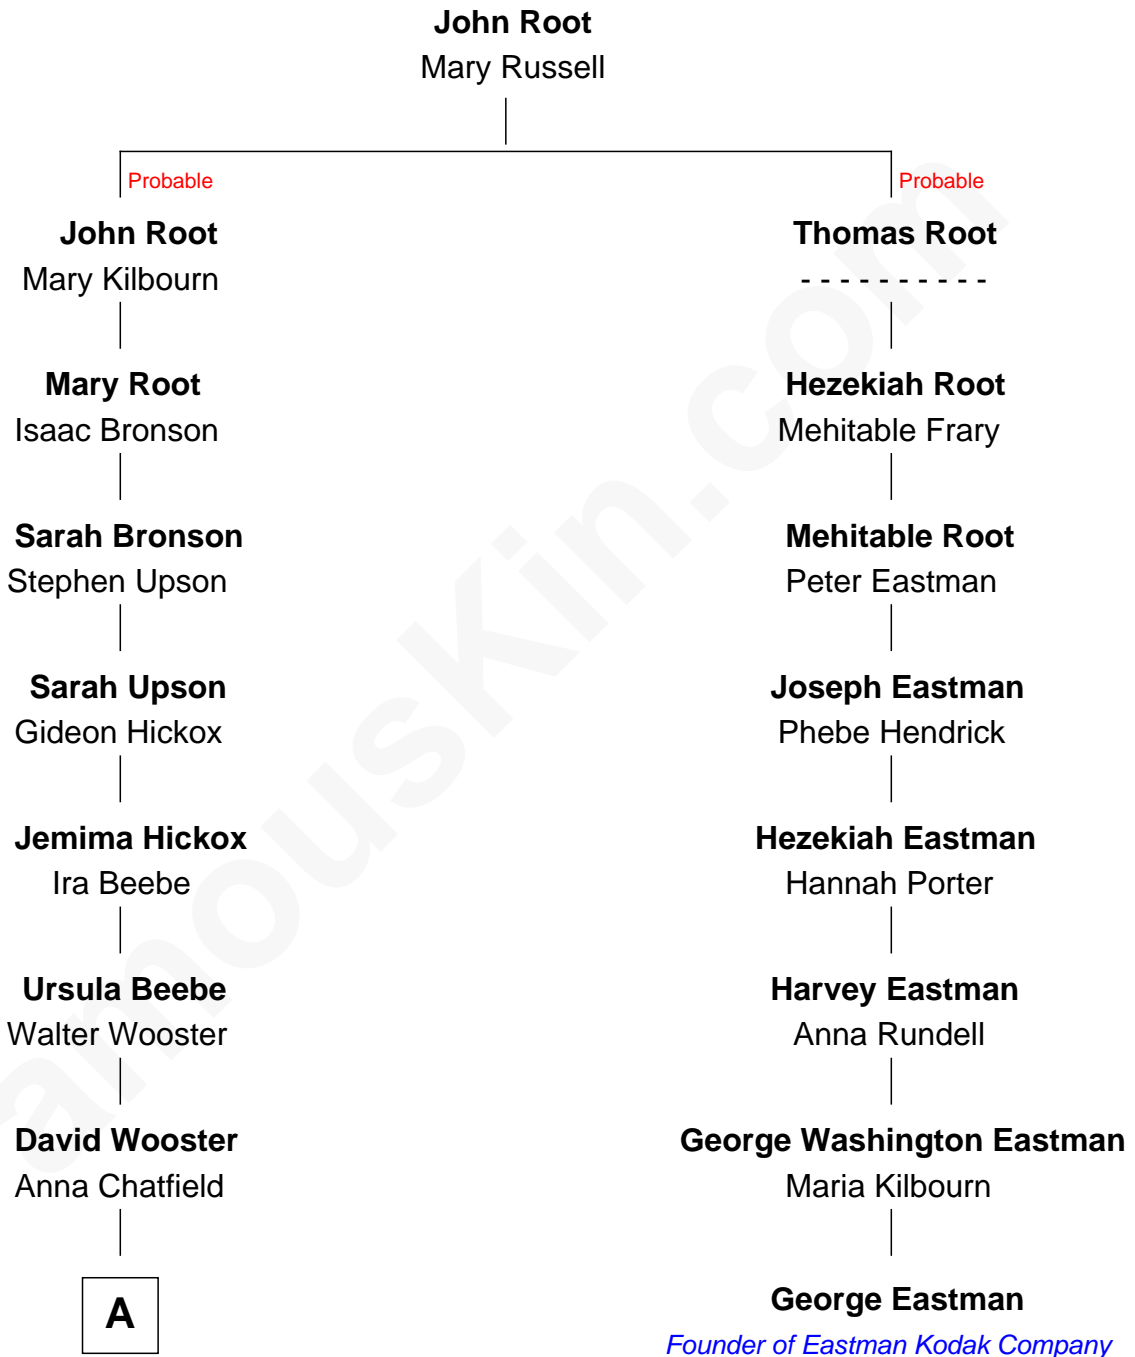 John Root
Mary Russell
Probable
Probable
John Root
Mary Kilbourn
Thomas Root
- - - - - - - - - -
Mary Root
Isaac Bronson
Hezekiah Root
Mehitable Frary
Sarah Bronson
Stephen Upson
Mehitable Root
Peter Eastman
Sarah Upson
Gideon Hickox
Joseph Eastman
Phebe Hendrick
Jemima Hickox
Ira Beebe
Hezekiah Eastman
Hannah Porter
Ursula Beebe
Walter Wooster
Harvey Eastman
Anna Rundell
David Wooster
Anna Chatfield
George Washington Eastman
Maria Kilbourn
A
George Eastman
Founder of Eastman Kodak Company
amouskin.com